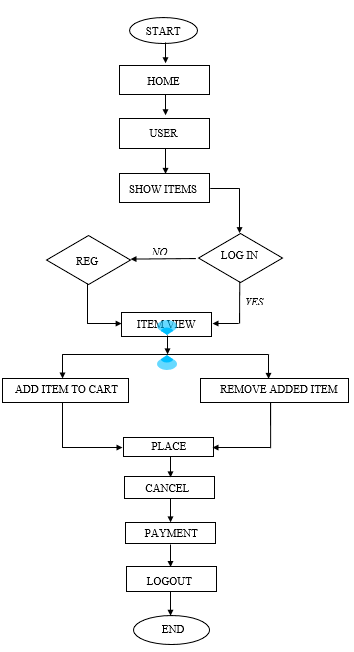 START
HOME
USER
SHOW ITEMS
LOG IN
NO
REG
YES
ITEM VIEW
ADD ITEM TO CART
REMOVE ADDED ITEM
PLACE
CANCEL
PAYMENT
LOGOUT
END